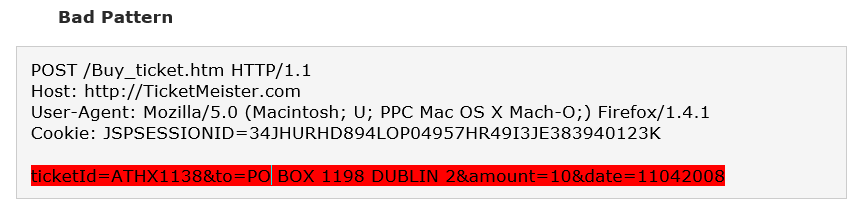 Bad Pattern
POST /Buy_ticket.htm HTTP/1.1
Host: http://TicketMeister.com
User-Agent: Mozilla/5.0 (Macintosh; U; PPC Mac OS X Mach-O;) Firefox/1.4.1
Cookie: JSPSESSIONID=34JHURHD894LOP04957HR49I3JE383940123K
ticketId=ATHX1138&to=PO BOX 1198 DUBLIN 2&amount=10&date=11042008